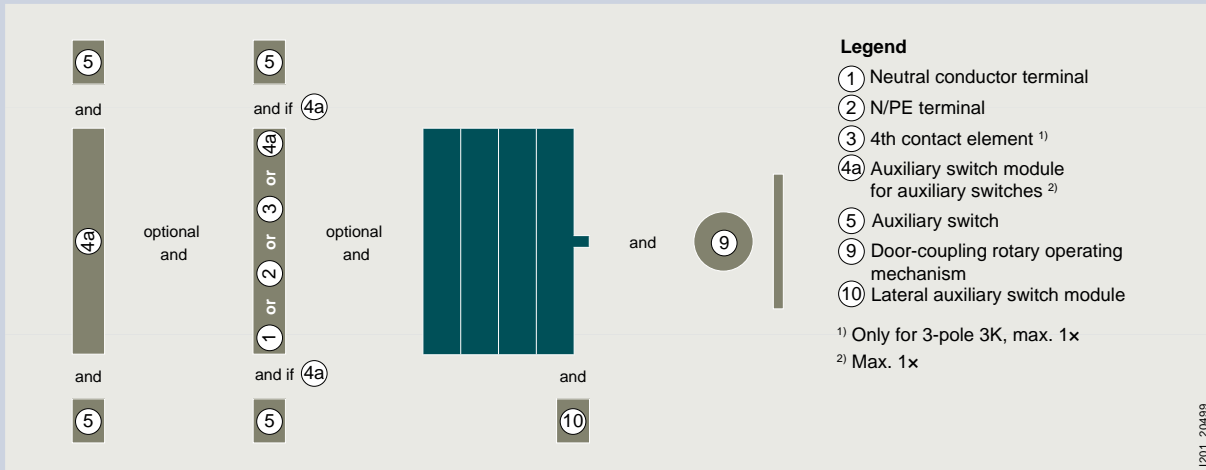 5
5
and
and if 4a
4a
1 or 2 or 3 or 4a
optional
and
optional
and
and
9
and
and if 4a
and
5
5
10
Legend
1 Neutral conductor terminal
2 N/PE terminal
3 4th contact element 1)
4a Auxiliary switch module
for auxiliary switches 2)
5 Auxiliary switch
9 Door-coupling rotary operating
mechanism
10 Lateral auxiliary switch module
1) Only for 3-pole 3K, max. 1×
2) Max. 1×
I201_20499